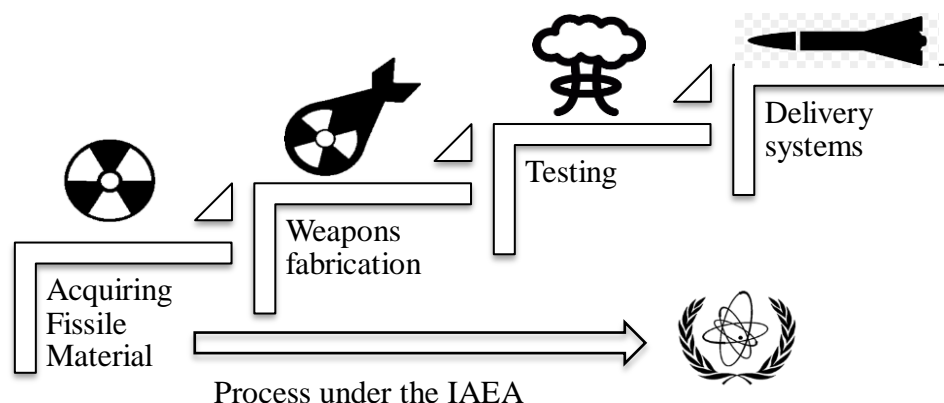 Acquiring
Fissile
Material
Weapons
fabrication
Testing
Delivery
systems
Process under the IAEA